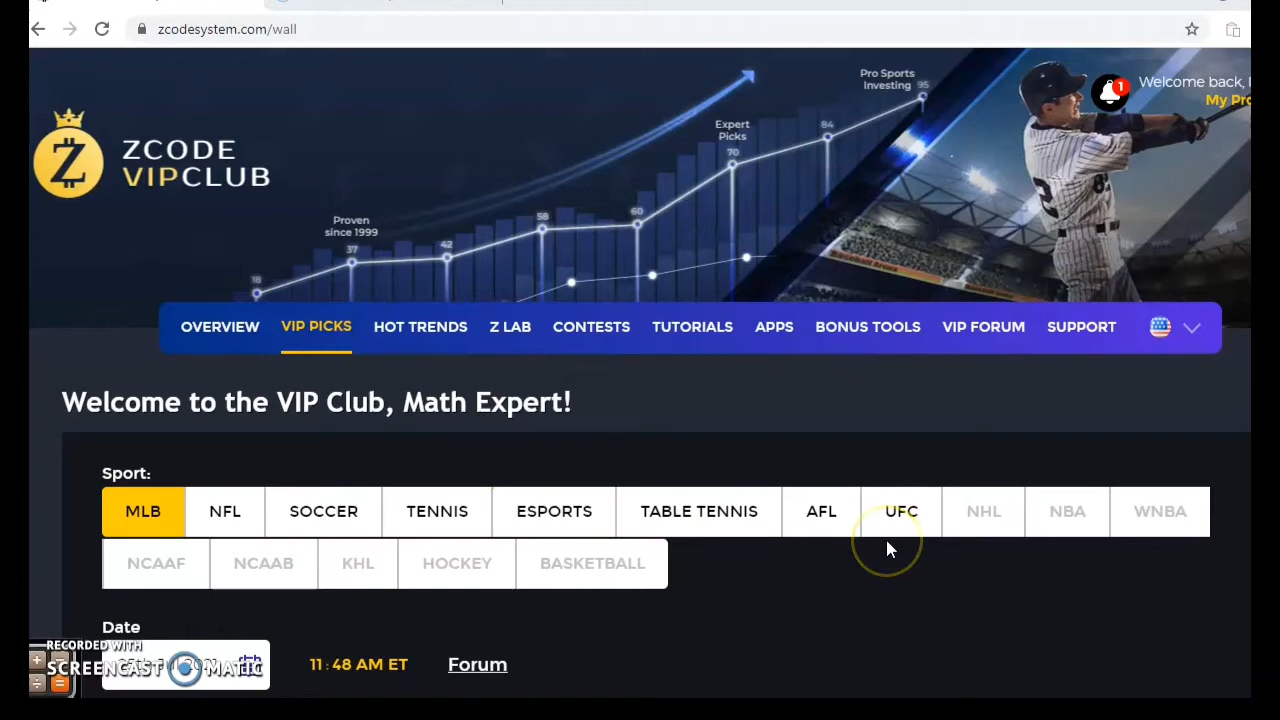 zcodesystem.com/wall
Pro Sports
Investing
95
Expert
Picks
84
70
1
Welcome back,
My Pro
ZCODE
VIPCLUB
Proven
since 1999
18
37
42
58
60
OVERVIEW VIP PICKS HOT TRENDS Z LAB CONTESTS TUTORIALS APPS BONUS TOOLS VIP FORUM SUPPORT
Welcome to the VIP Club, Math Expert!
Sport:
MLB NFL SOCCER TENNIS ESPORTS TABLE TENNIS AFL UFC NHL NBA WNBA
NCAAF NCAAB KHL HOCKEY BASKETBALL
Date
11:48 AM ET Forum
RECORDED WITH
SCREENCAST MATIC